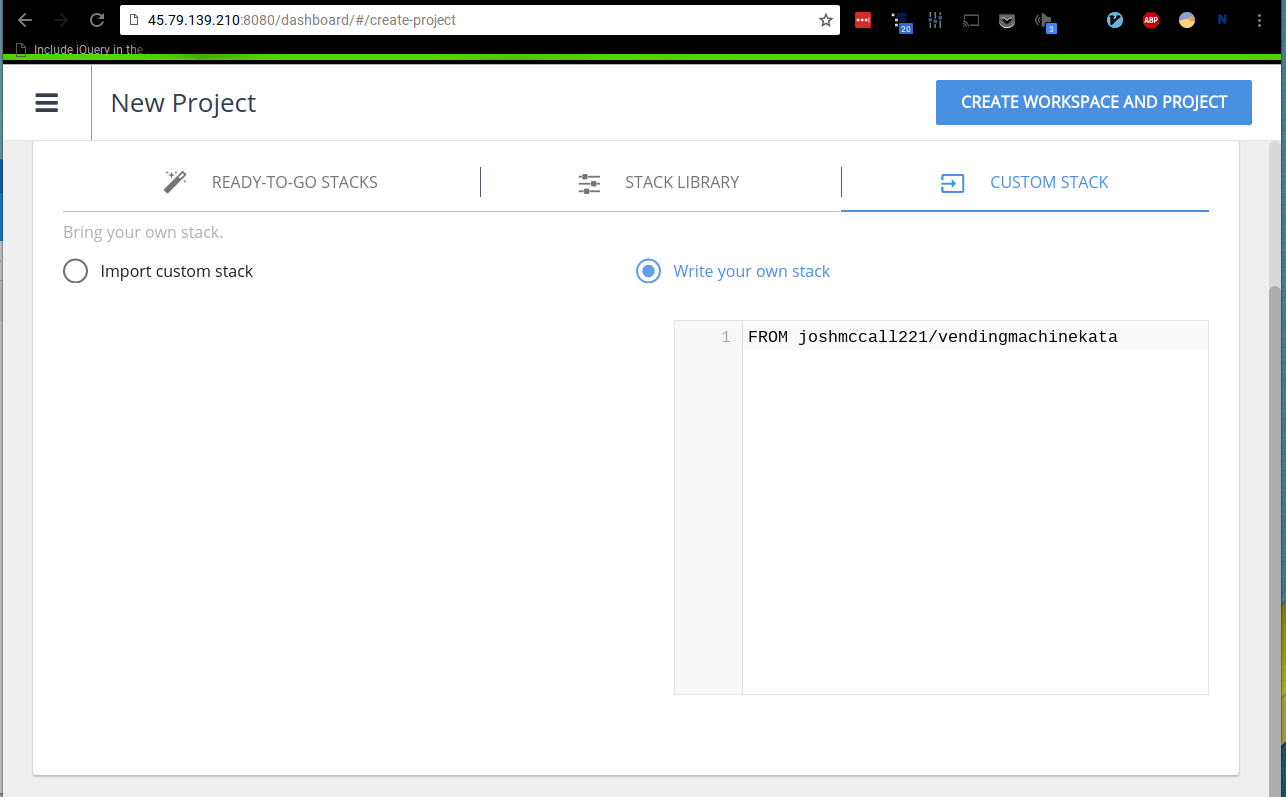 45.79.139.210:8080/dashboard/#/create-project
20
3
ABP
N
Include jQuery in the
New Project
CREATE WORKSPACE AND PROJECT
READY-TO-GO STACKS
STACK LIBRARY
CUSTOM STACK
Bring your own stack.
Import custom stack
Write your own stack
1
FROM joshmccall221/vendingmachinekata